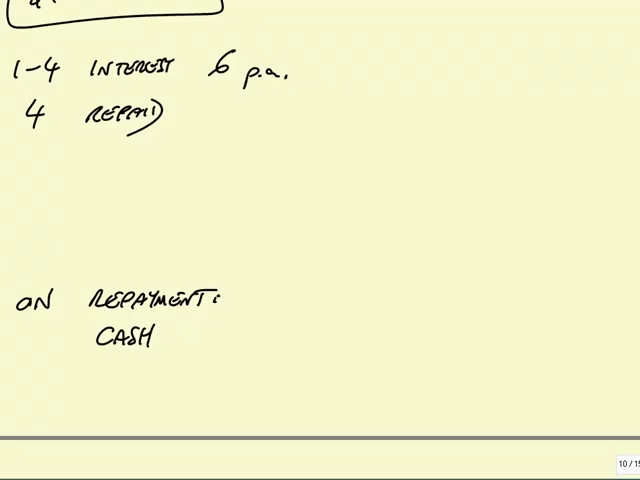 1-4 INTEREST 6 p.a.
4 REPAID
ON REPAYMENT:
CASH
10 / 15